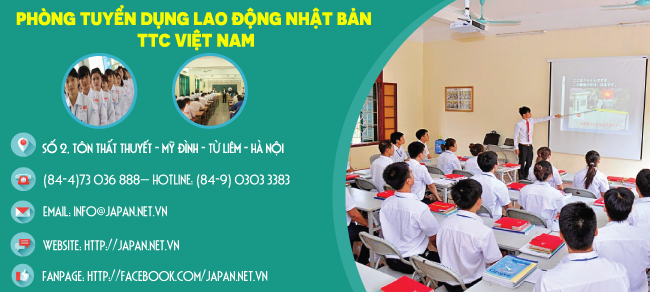 PHÒNG TUYỂN DỤNG LAO ĐỘNG NHẬT BẢN
TTC VIỆT NAM
SỐ 2, TÔN THẤT THUYẾT - MỸ ĐÌNH - TỪ LIÊM - HÀ NỘI
(84-4)73 036 888– HOTLINE: (84-9) 0303 3383
EMAIL: INFO@JAPAN.NET.VN
WEBSITE: HTTP://JAPAN.NET.VN
FANPAGE: HTTP://FACEBOOK.COM/JAPAN.NET.VN